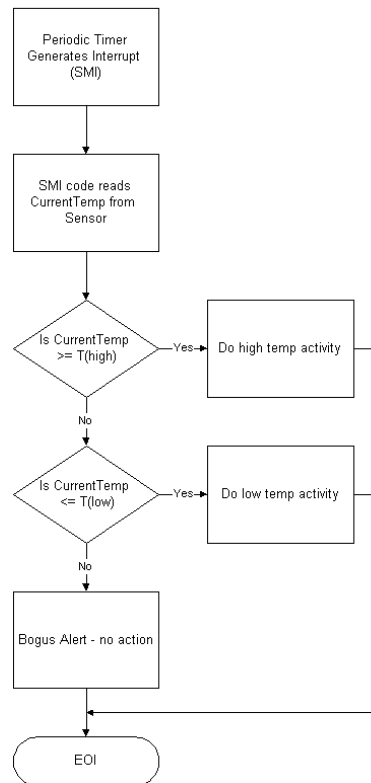 Periodic Timer
Generates Interrupt
(SMI)
SMI code reads
CurrentTemp from
Sensor
Is CurrentTemp
>= T(high)
Yes
Do high temp activity
No
Is CurrentTemp
<= T(low)
Yes
Do low temp activity
No
Bogus Alert - no action
EOI